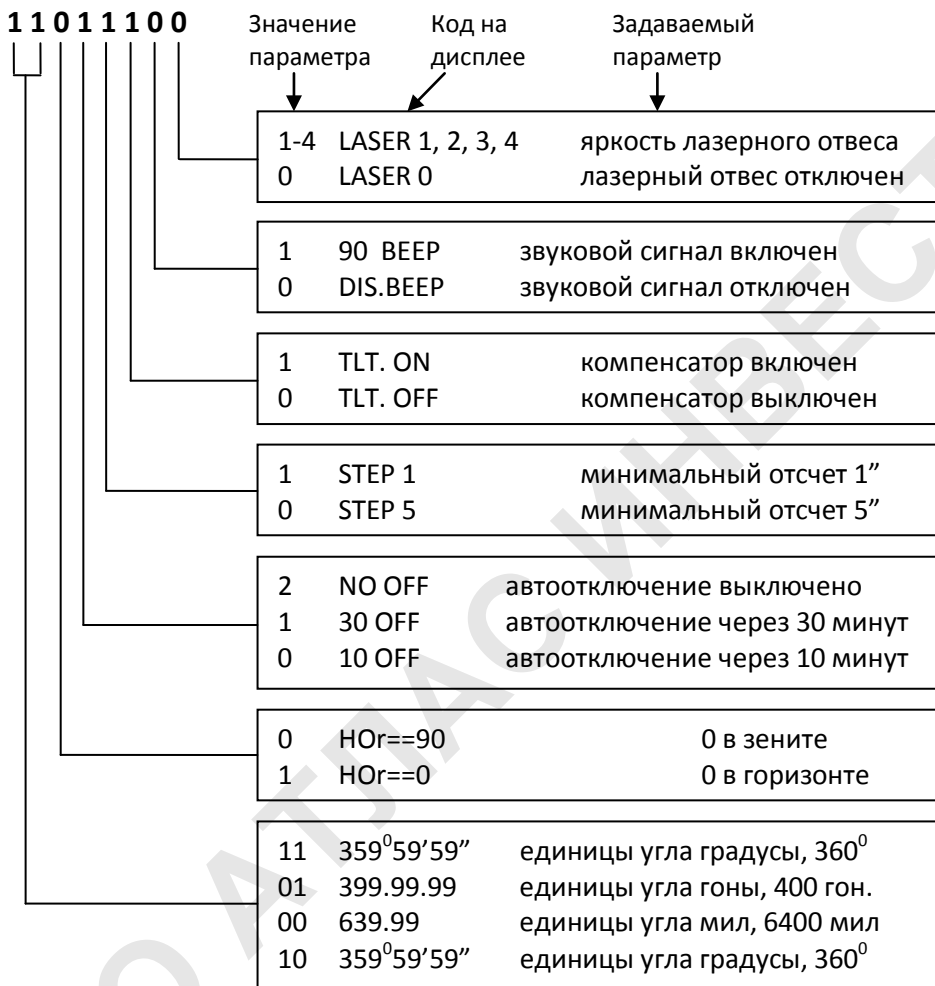 1 1 0 1 1 1 0 0
Значение параметра
Код на дисплее
Задаваемый параметр
1-4 LASER 1, 2, 3, 4 яркость лазерного отвеса
0 LASER 0 лазерный отвес отключен
1 90 BEEP звуковой сигнал включен
0 DIS.BEEP звуковой сигнал отключен
1 TLT. ON компенсатор включен
0 TLT. OFF компенсатор выключен
1 STEP 1 минимальный отсчет 1”
0 STEP 5 минимальный отсчет 5”
2 NO OFF автоотключение выключено
1 30 OFF автоотключение через 30 минут
0 10 OFF автоотключение через 10 минут
0 HOr==90 0 в зените
1 HOr==0 0 в горизонте
11 359⁰59’59” единицы угла градусы, 360⁰
01 399.99.99 единицы угла гоны, 400 гон.
00 639.99 единицы угла мил, 6400 мил
10 359⁰59’59” единицы угла градусы, 360⁰
О АТЛАС ИНВЕСТ